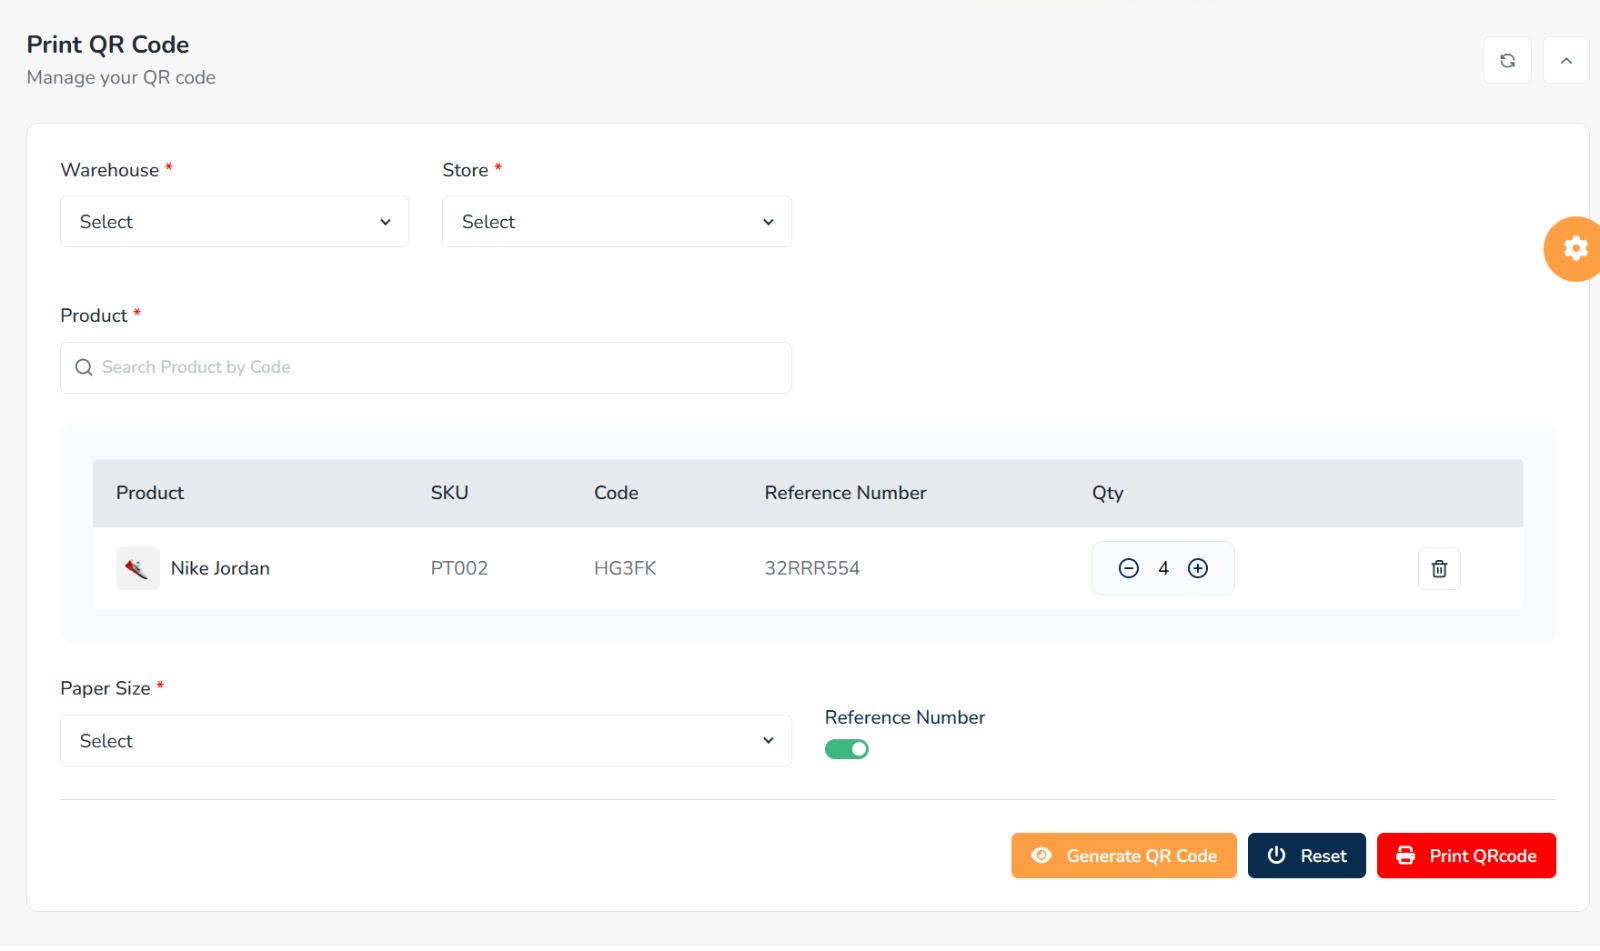 Print QR Code
Manage your QR code
Warehouse * Store *
Select Select
Product *
Search Product by Code
Product SKU Code Reference Number Qty
Nike Jordan PT002 HG3FK 32RRR554 4
Paper Size *
Reference Number
Select
Generate QR Code Reset Print QRcode